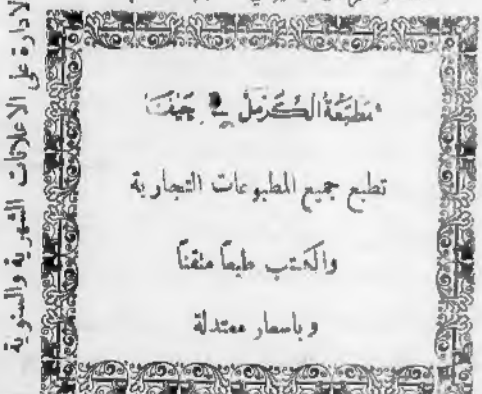 مطبعة الكرمل في حيفا
تطبع جميع المطبوعات التجارية
والكتب طبعاً متقناً
وباسعار معتدلة
الادارة على الاعلانات الشهرية والسنوية